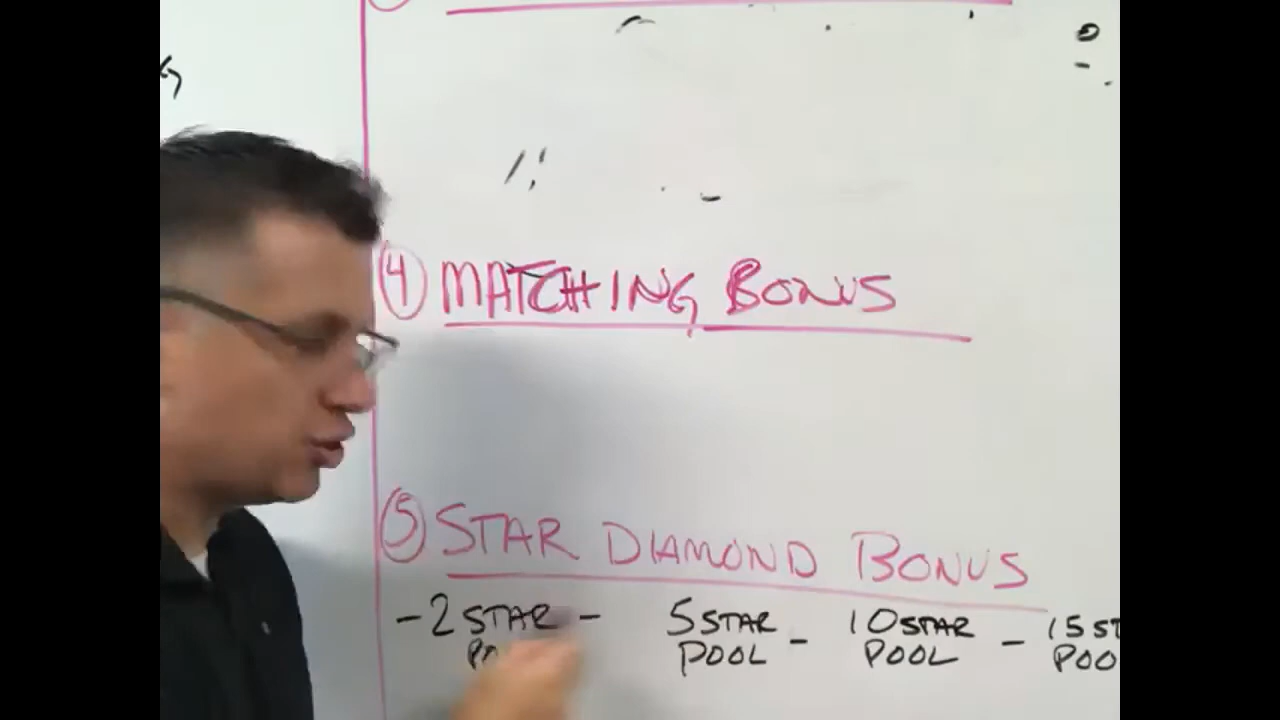 ④ MATCHING BONUS
⑤ STAR DIAMOND BONUS
- 2 STAR - 5 STAR 10 STAR 15
POOL - POOL -